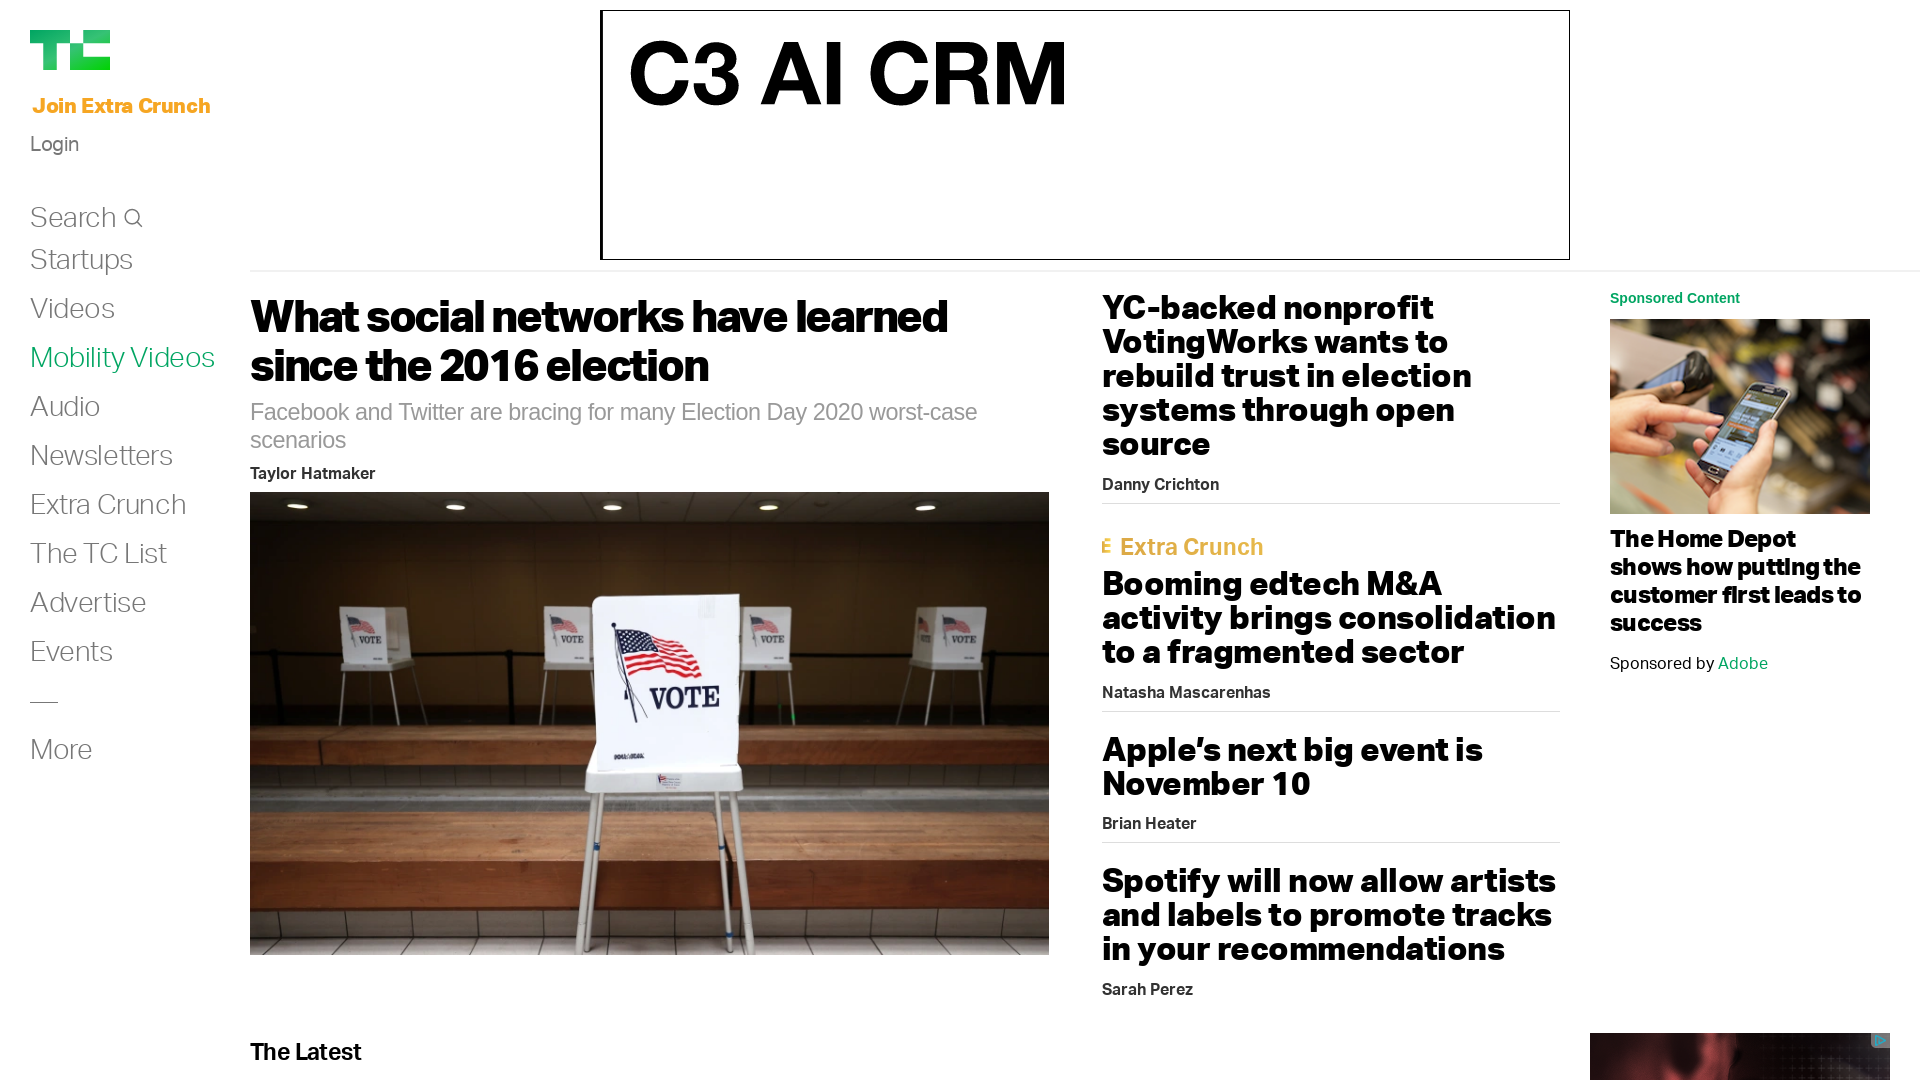 TC
Join Extra Crunch
Login
Search
Startups
Videos
Mobility Videos
Audio
Newsletters
Extra Crunch
The TC List
Advertise
Events
More
C3 AI CRM
What social networks have learned
since the 2016 election
Facebook and Twitter are bracing for many Election Day 2020 worst-case
scenarios
Taylor Hatmaker
VOTE
VOTE
VOTE
VOTE
VOTE
YC-backed nonprofit
VotingWorks wants to
rebuild trust in election
systems through open
source
Danny Crichton
Extra Crunch
Booming edtech M&A
activity brings consolidation
to a fragmented sector
Natasha Mascarenhas
Apple’s next big event is
November 10
Brian Heater
Spotify will now allow artists
and labels to promote tracks
in your recommendations
Sarah Perez
Sponsored Content
The Home Depot
shows how putting the
customer first leads to
success
Sponsored by Adobe
The Latest